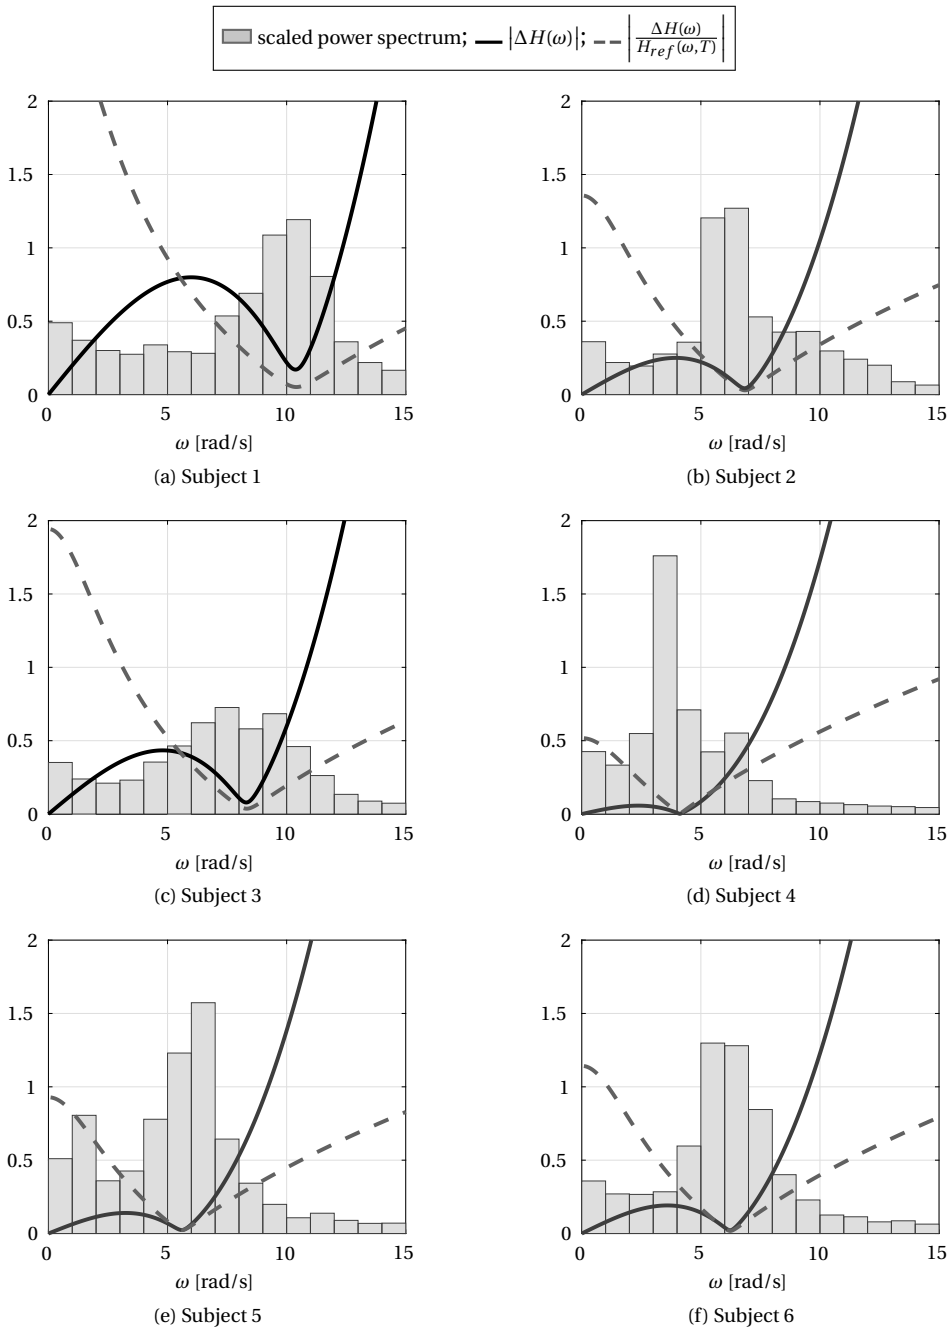 scaled power spectrum; |ΔH(ω)|; |ΔH(ω) / H_ref(ω,T)|
2
1.5
1
0.5
0
0 5 10 15
ω [rad/s]
(a) Subject 1
2
1.5
1
0.5
0
0 5 10 15
ω [rad/s]
(b) Subject 2
2
1.5
1
0.5
0
0 5 10 15
ω [rad/s]
(c) Subject 3
2
1.5
1
0.5
0
0 5 10 15
ω [rad/s]
(d) Subject 4
2
1.5
1
0.5
0
0 5 10 15
ω [rad/s]
(e) Subject 5
2
1.5
1
0.5
0
0 5 10 15
ω [rad/s]
(f) Subject 6